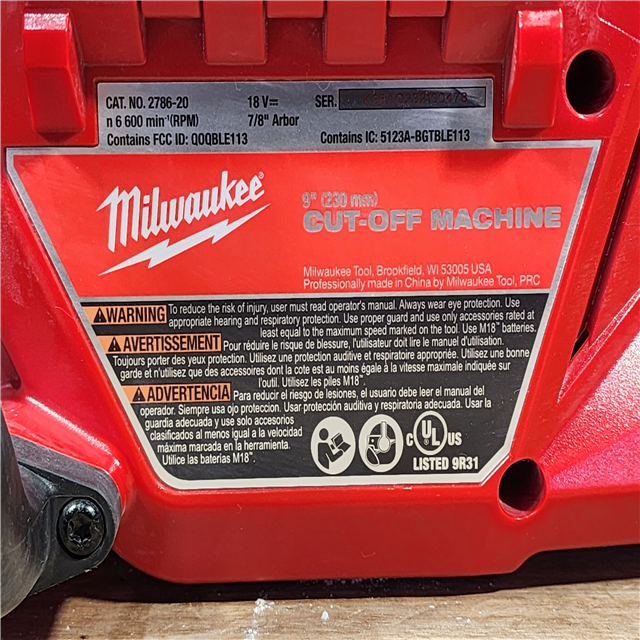 CAT. NO. 2786-20 18 V⎓ SER.
n 6 600 min⁻¹(RPM) 7/8" Arbor
Contains FCC ID: QOQBLE113 Contains IC: 5123A-BGTBLE113
Milwaukee
9" (230 mm)
CUT-OFF MACHINE
Milwaukee Tool, Brookfield, WI 53005 USA
Professionally made in China by Milwaukee Tool, PRC
WARNING To reduce the risk of injury, user must read operator's manual. Always wear eye protection. Use
appropriate hearing and respiratory protection. Use proper guard and use only accessories rated at
least equal to the maximum speed marked on the tool. Use M18™ batteries.
AVERTISSEMENT Pour réduire le risque de blessure, l'utilisateur doit lire le manuel d'utilisation.
Toujours porter des yeux protection. Utilisez une protection auditive et respiratoire appropriée. Utilisez une bonne
garde et n'utilisez que des accessoires dont la cote est au moins égale à la vitesse maximale indiquée sur
l'outil. Utilisez les piles M18™.
ADVERTENCIA Para reducir el riesgo de lesiones, el usuario debe leer el manual del
operador. Siempre use ojo protección. Usar protección auditiva y respiratoria adecuada. Usar la
guardia adecuada y use solo accesorios
clasificados al menos igual a la velocidad
máxima marcada en la herramienta.
Utilice las baterías M18™.
C UL US
LISTED 9R31